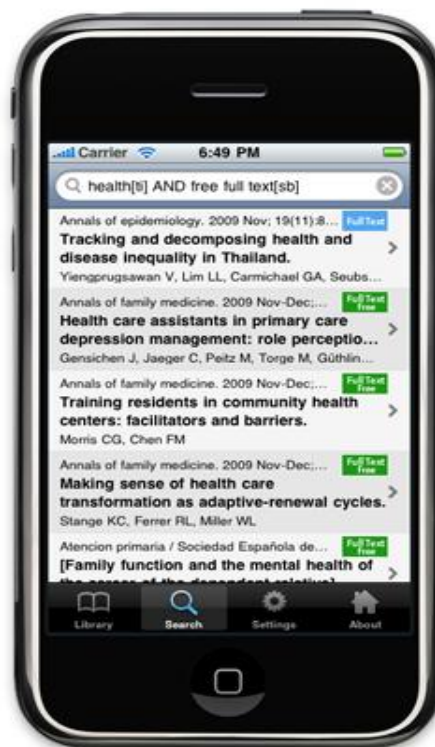 Carrier 6:49 PM
health[ti] AND free full text[sb]
Annals of epidemiology. 2009 Nov; 19(11):8... Full Text
Tracking and decomposing health and
disease inequality in Thailand.
Yiengprugsawan V, Lim LL, Carmichael GA, Seubs...
Annals of family medicine. 2009 Nov-Dec;... Full Text
Free
Health care assistants in primary care
depression management: role perceptio...
Gensichen J, Jaeger C, Peitz M, Torge M, Güthlin...
Annals of family medicine. 2009 Nov-Dec;... Full Text
Free
Training residents in community health
centers: facilitators and barriers.
Morris CG, Chen FM
Annals of family medicine. 2009 Nov-Dec;... Full Text
Free
Making sense of health care
transformation as adaptive-renewal cycles.
Stange KC, Ferrer RL, Miller WL
Atencion primaria / Sociedad Española de... Full Text
Free
[Family function and the mental health of
the carer of the dependent relative]
Library Search Settings About